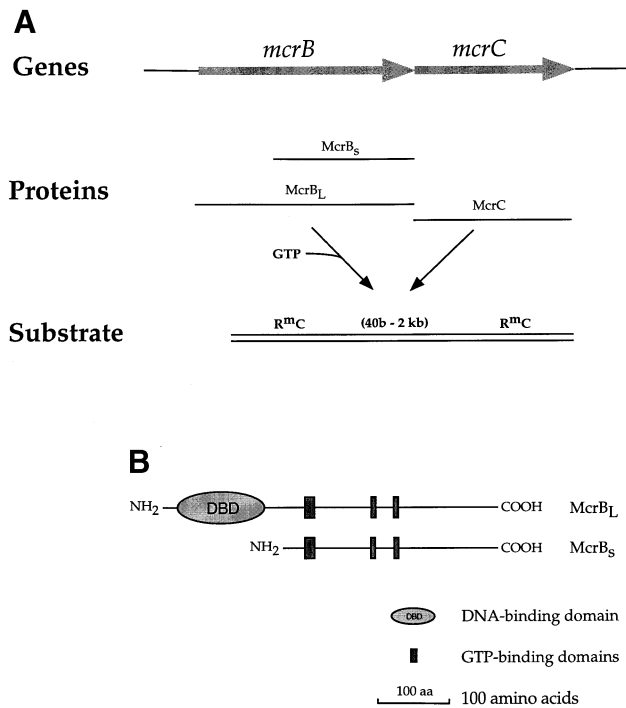 A
mcrB mcrC
Genes
McrBs
Proteins
McrBL
McrC
GTP
Substrate
RmC (40b - 2 kb) RmC
B
NH2 DBD COOH McrBL
NH2 COOH McrBs
DBD DNA-binding domain
GTP-binding domains
100 aa 100 amino acids